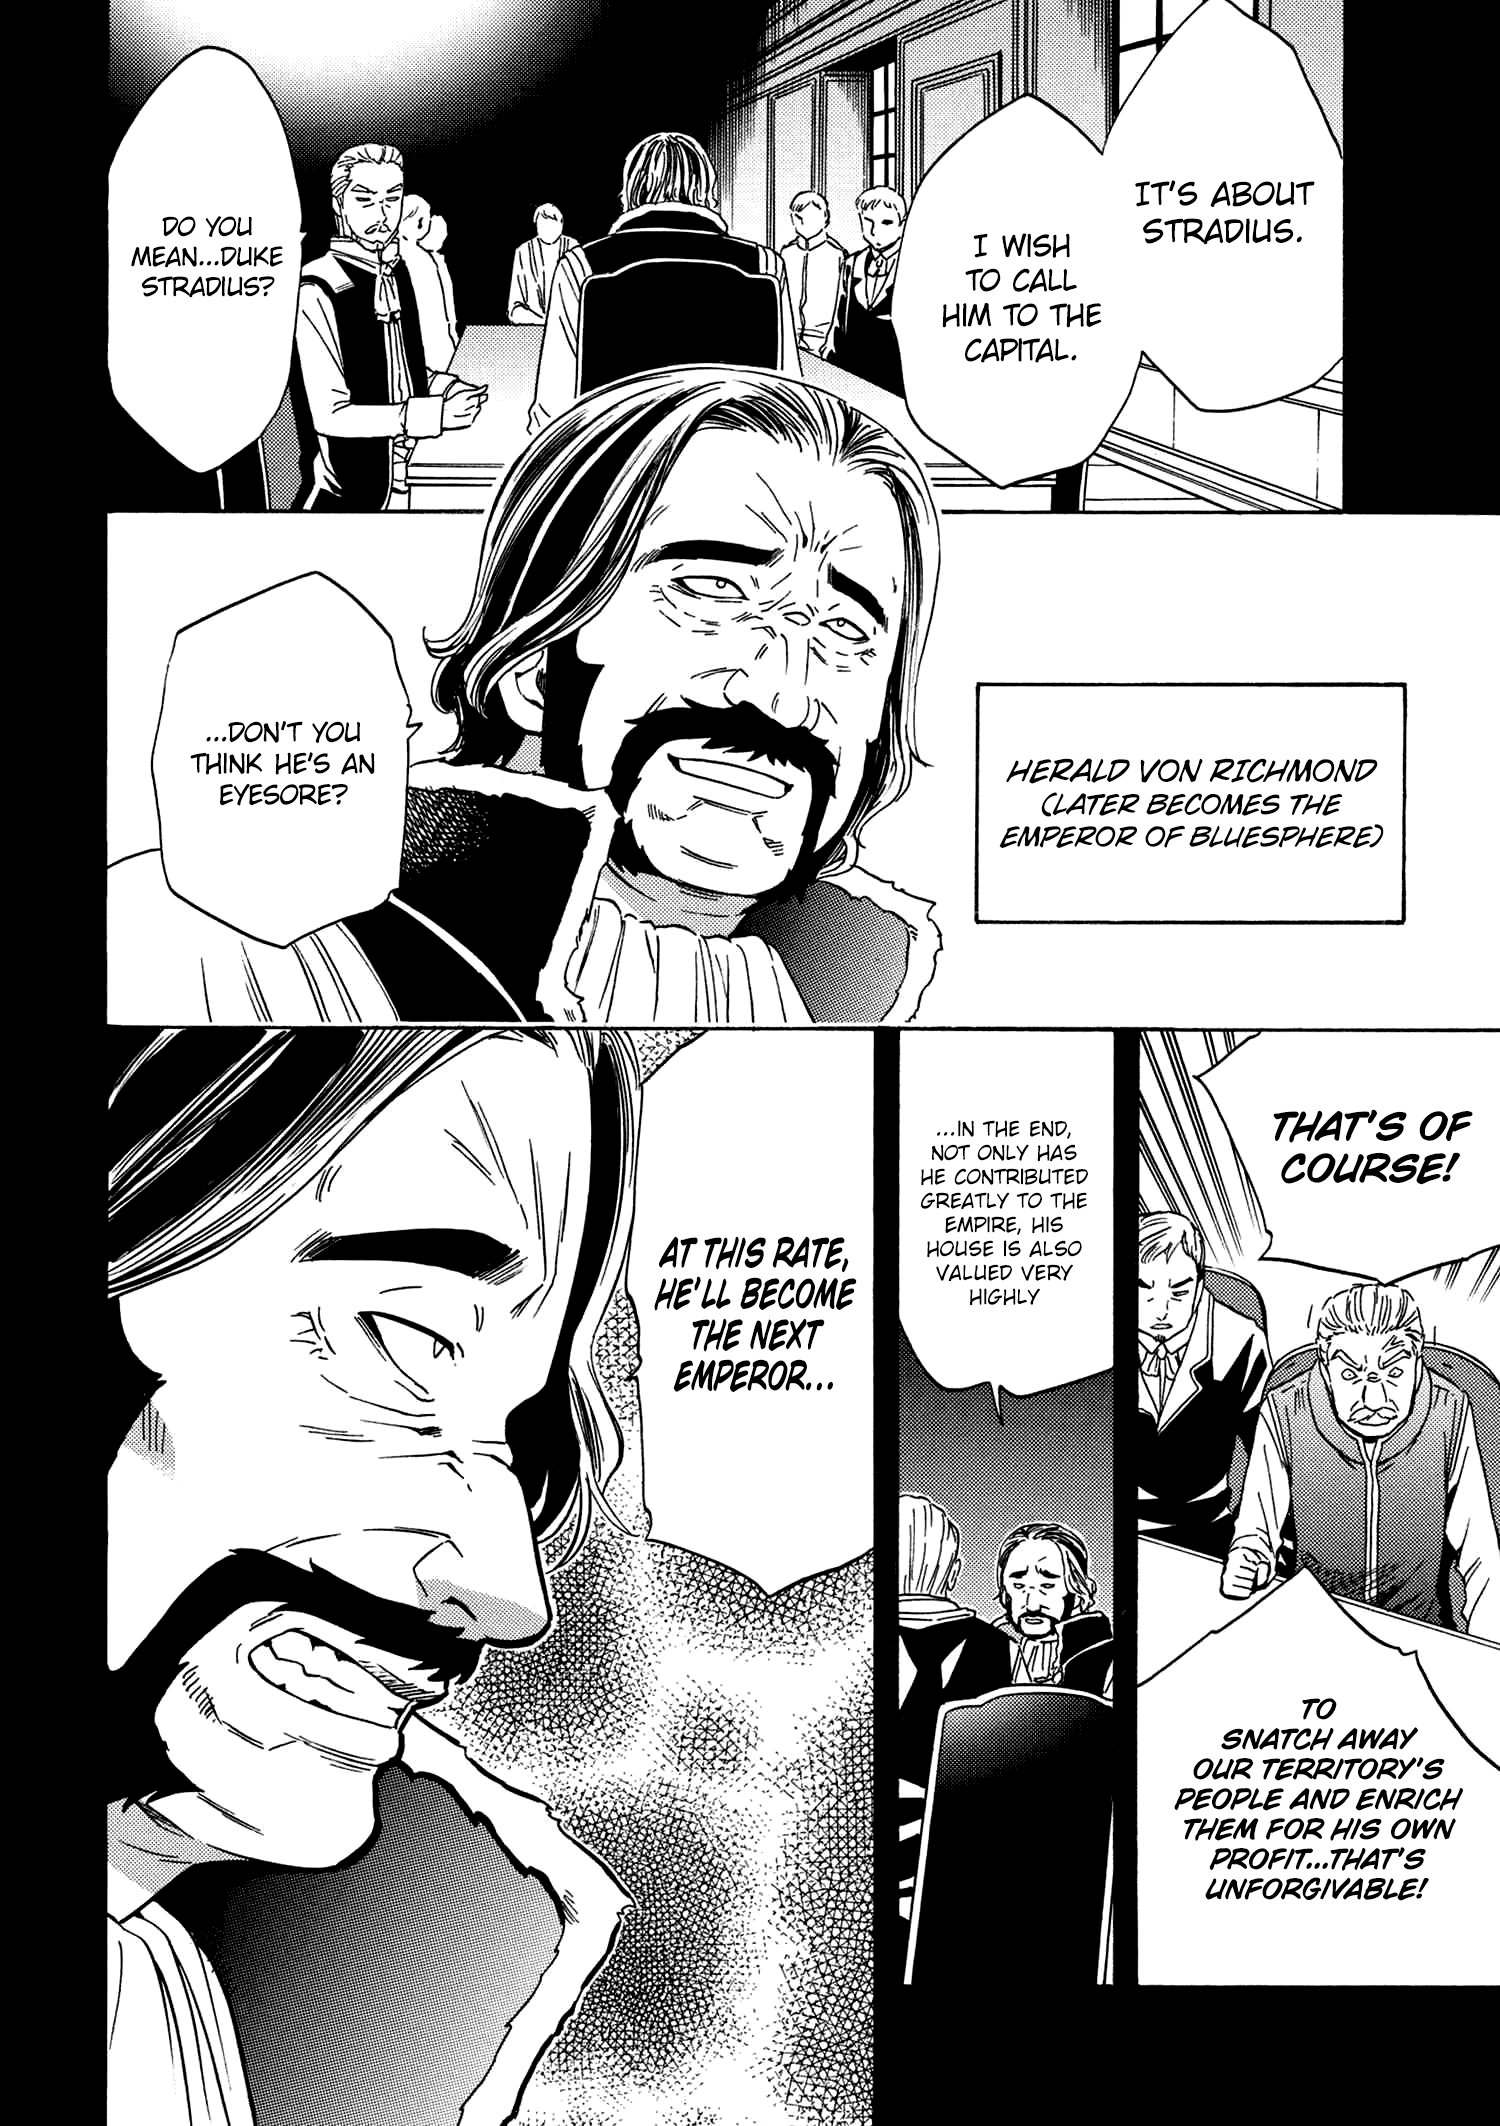 IT'S ABOUT
STRADIUS.
I WISH
TO CALL
HIM TO THE
CAPITAL.
DO YOU
MEAN...DUKE
STRADIUS?
HERALD VON RICHMOND
(LATER BECOMES THE
EMPEROR OF BLUESPHERE)
...DON'T YOU
THINK HE'S AN
EYESORE?
THAT'S OF
COURSE!
TO
SNATCH AWAY
OUR TERRITORY'S
PEOPLE AND ENRICH
THEM FOR HIS OWN
PROFIT...THAT'S
UNFORGIVABLE!
...IN THE END,
NOT ONLY HAS
HE CONTRIBUTED
GREATLY TO THE
EMPIRE, HIS
HOUSE IS ALSO
VALUED VERY
HIGHLY
AT THIS RATE,
HE'LL BECOME
THE NEXT
EMPEROR...